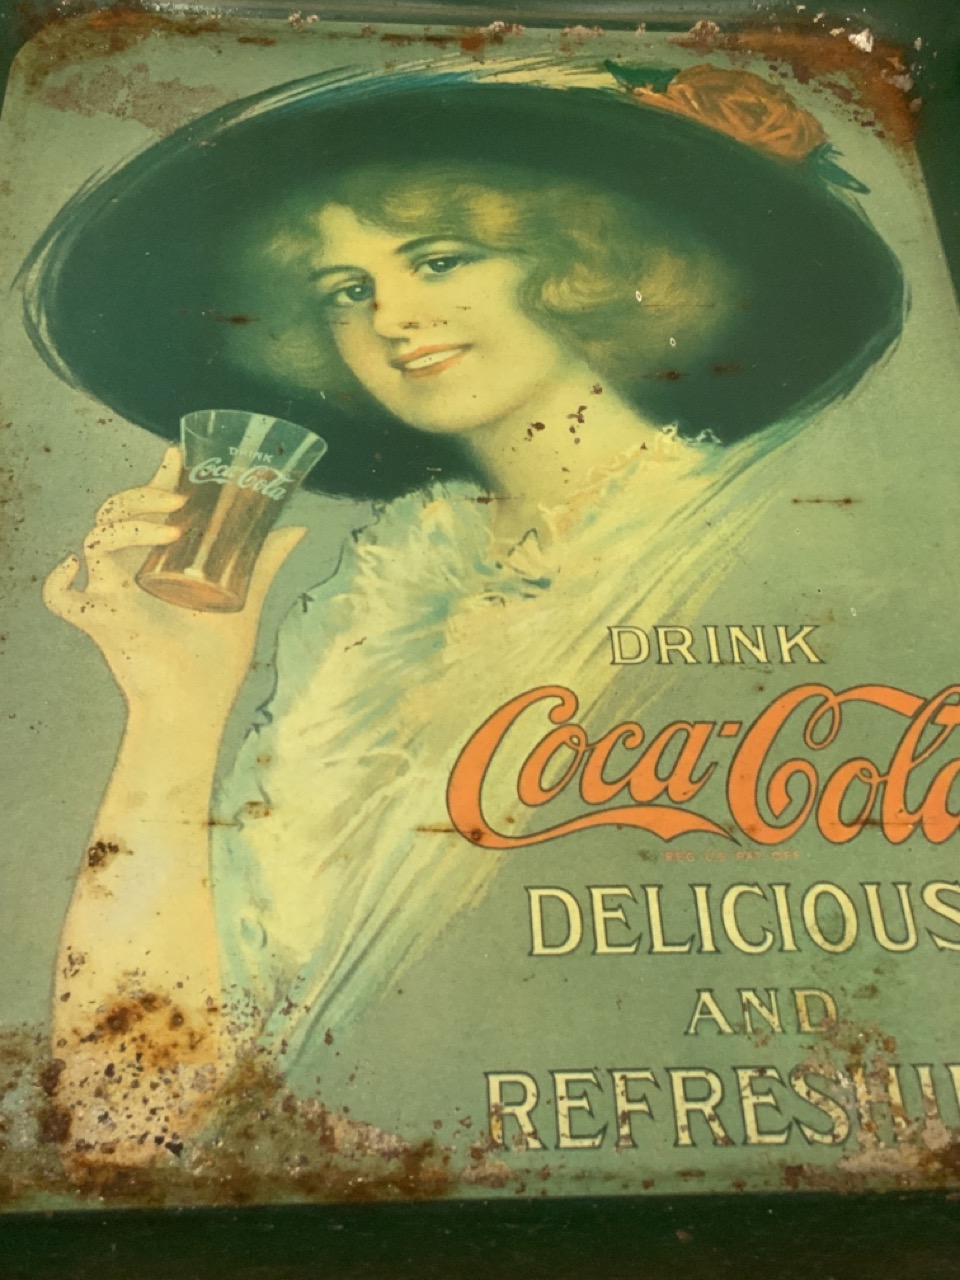 DRINK
Coca-Cola
DRINK
Coca-Cola
REG. U.S. PAT. OFF.
DELICIOUS
AND
REFRESHI